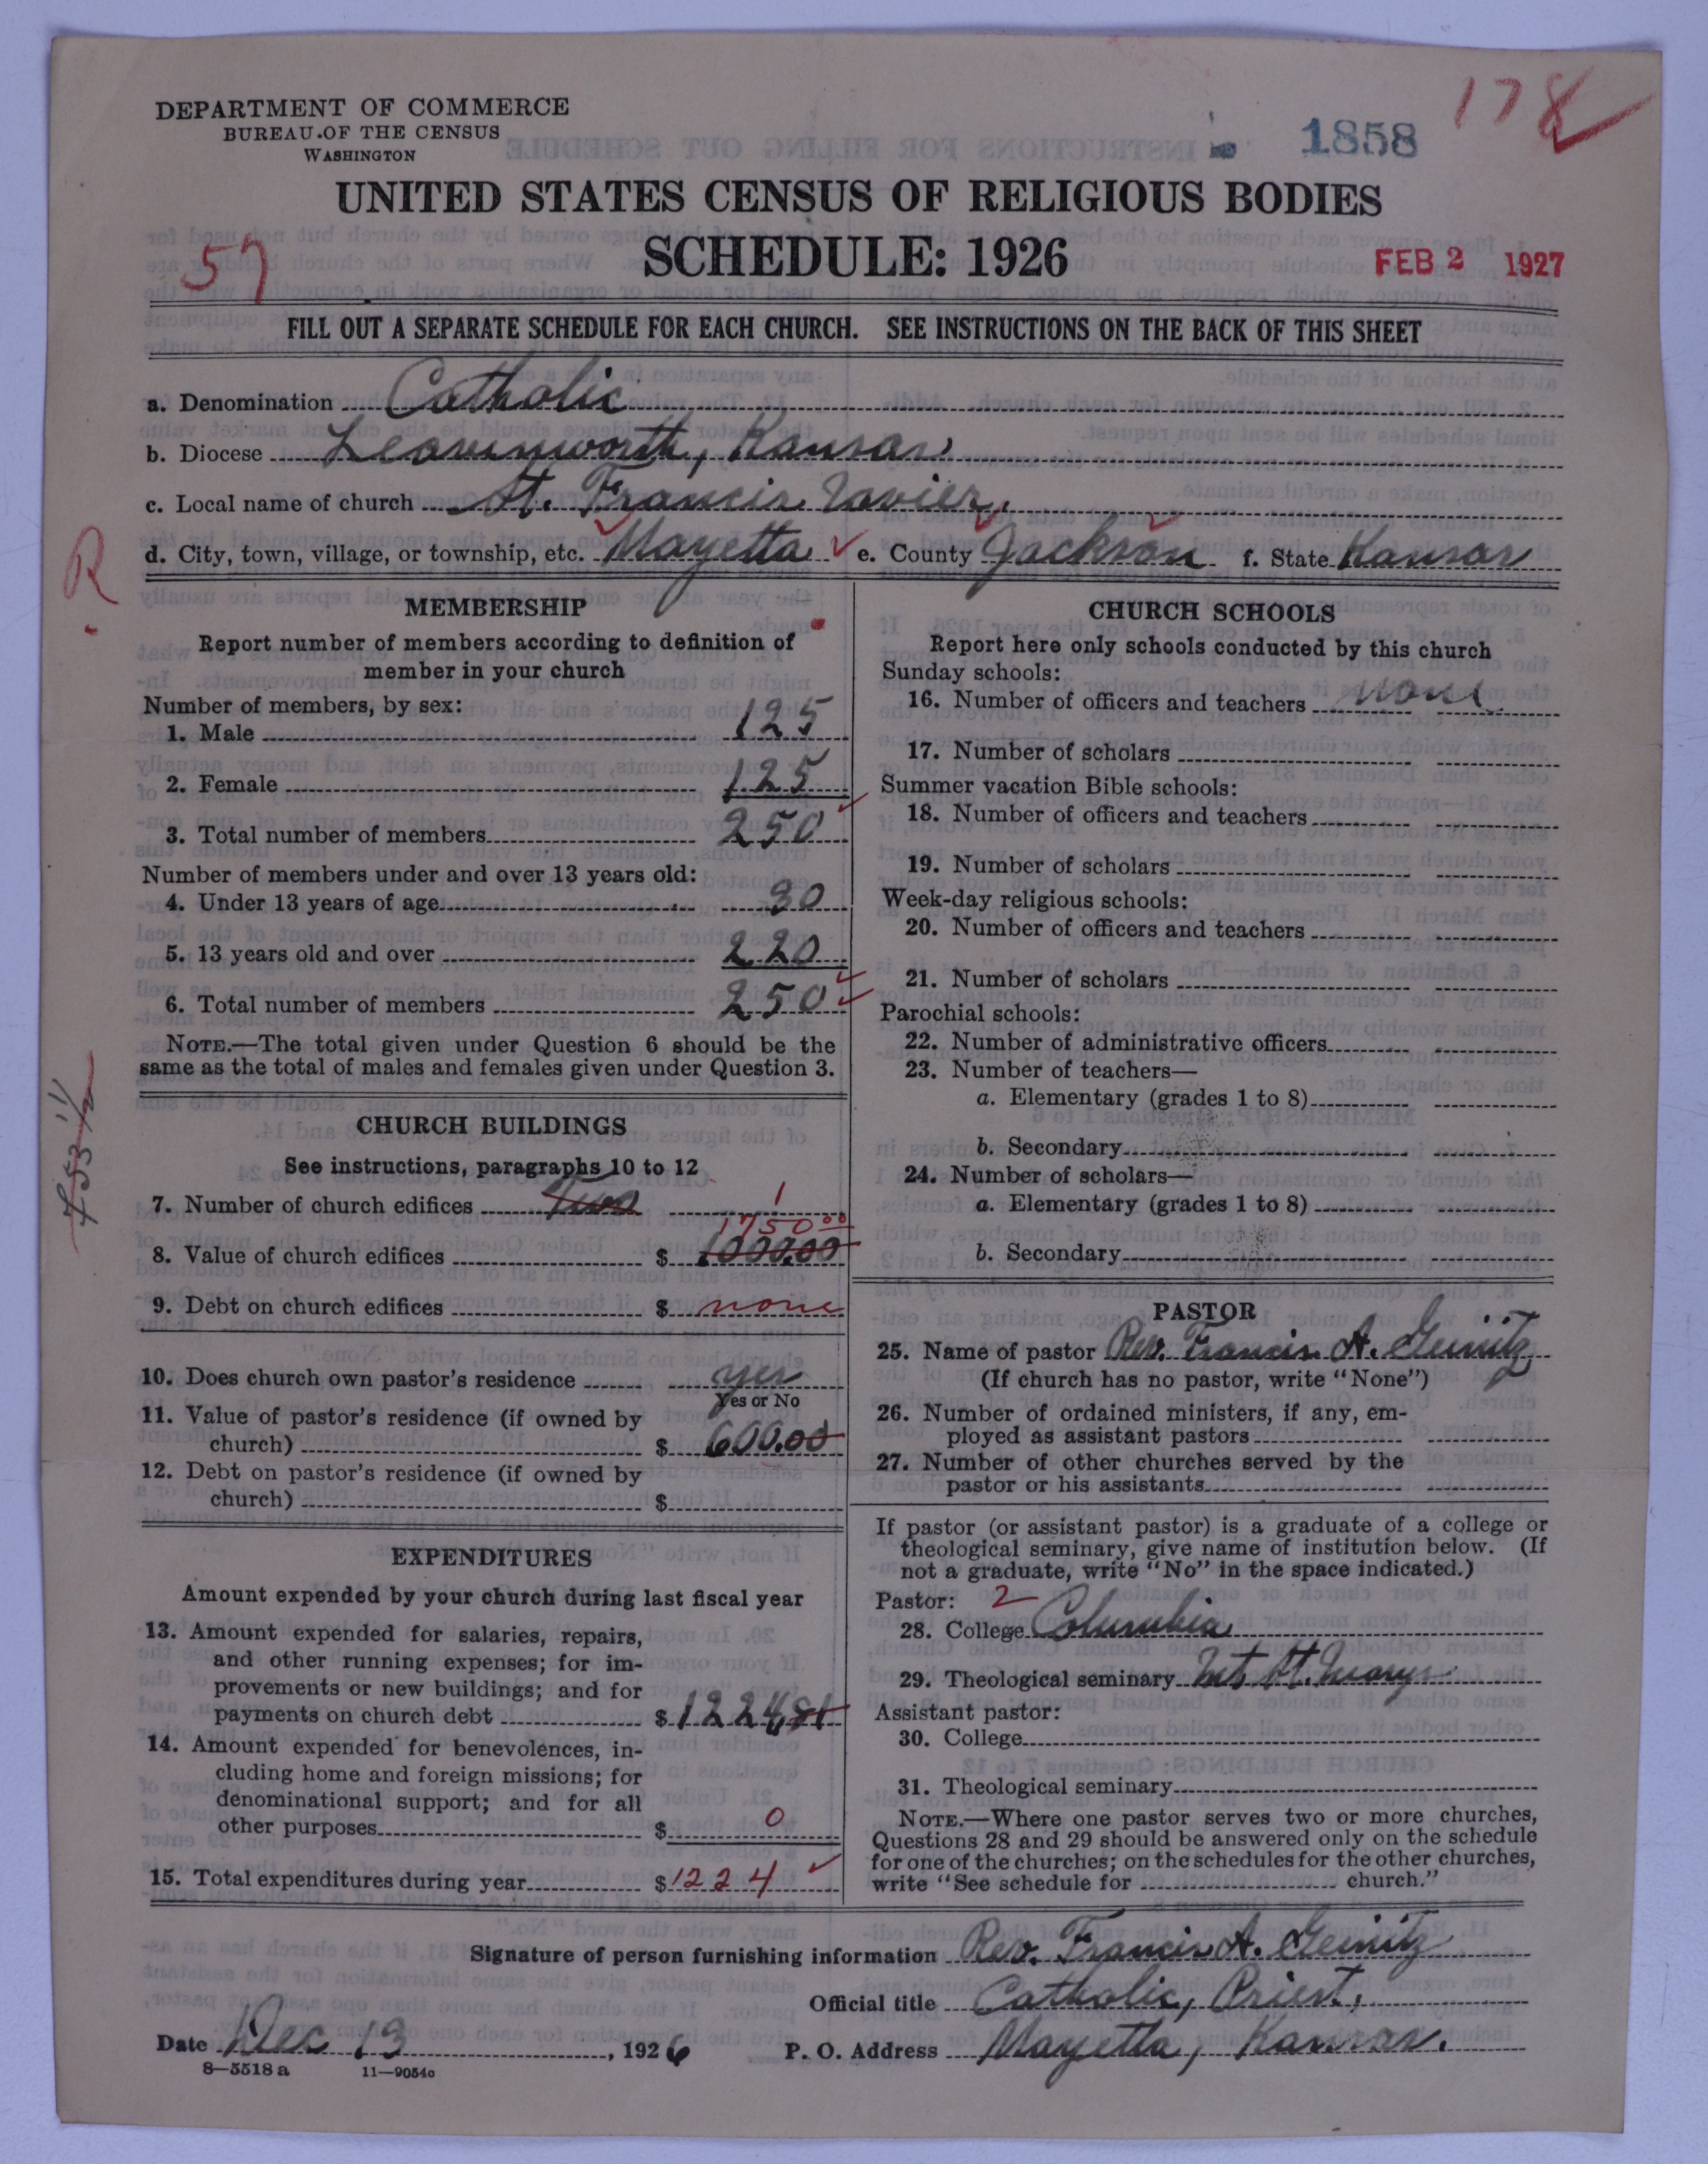 DEPARTMENT OF COMMERCE
BUREAU OF THE CENSUS
WASHINGTON
1858
178
UNITED STATES CENSUS OF RELIGIOUS BODIES
SCHEDULE: 1926
57
FEB 2 1927
FILL OUT A SEPARATE SCHEDULE FOR EACH CHURCH. SEE INSTRUCTIONS ON THE BACK OF THIS SHEET
a. Denomination Catholic
b. Diocese Leavenworth, Kansas
c. Local name of church St. Francis Xavier,
d. City, town, village, or township, etc. Mayetta e. County Jackson f. State Kansas
R
MEMBERSHIP
Report number of members according to definition of
member in your church
Number of members, by sex:
1. Male 125
2. Female 125
3. Total number of members 250
Number of members under and over 13 years old:
4. Under 13 years of age 30
5. 13 years old and over 220
6. Total number of members 250
NOTE.—The total given under Question 6 should be the
same as the total of males and females given under Question 3.
CHURCH BUILDINGS
See instructions, paragraphs 10 to 12
7. Number of church edifices Two 1
1750 00
8. Value of church edifices $ 1000.00
9. Debt on church edifices $ none
10. Does church own pastor's residence yes
Yes or No
11. Value of pastor's residence (if owned by
church) $ 600.00
12. Debt on pastor's residence (if owned by
church) $
EXPENDITURES
Amount expended by your church during last fiscal year
13. Amount expended for salaries, repairs,
and other running expenses; for im-
provements or new buildings; and for
payments on church debt $ 1224,81
14. Amount expended for benevolences, in-
cluding home and foreign missions; for
denominational support; and for all
other purposes $ 0
15. Total expenditures during year $ 1224
CHURCH SCHOOLS
Report here only schools conducted by this church
Sunday schools:
16. Number of officers and teachers none
17. Number of scholars
Summer vacation Bible schools:
18. Number of officers and teachers
19. Number of scholars
Week-day religious schools:
20. Number of officers and teachers
21. Number of scholars
Parochial schools:
22. Number of administrative officers
23. Number of teachers—
a. Elementary (grades 1 to 8)
b. Secondary
24. Number of scholars—
a. Elementary (grades 1 to 8)
b. Secondary
PASTOR
25. Name of pastor Rev. Francis A. Geinitz
(If church has no pastor, write "None")
26. Number of ordained ministers, if any, em-
ployed as assistant pastors
27. Number of other churches served by the
pastor or his assistants
If pastor (or assistant pastor) is a graduate of a college or
theological seminary, give name of institution below. (If
not a graduate, write "No" in the space indicated.)
Pastor: 2
28. College Columbia
29. Theological seminary Mt St. Marys
Assistant pastor:
30. College
31. Theological seminary
NOTE.—Where one pastor serves two or more churches,
Questions 28 and 29 should be answered only on the schedule
for one of the churches; on the schedules for the other churches,
write "See schedule for church."
Signature of person furnishing information Rev. Francis A. Geinitz
Official title Catholic, Priest,
Date Dec 13, 1926 P. O. Address Mayetta, Kansas.
8—5518 a 11—9054c